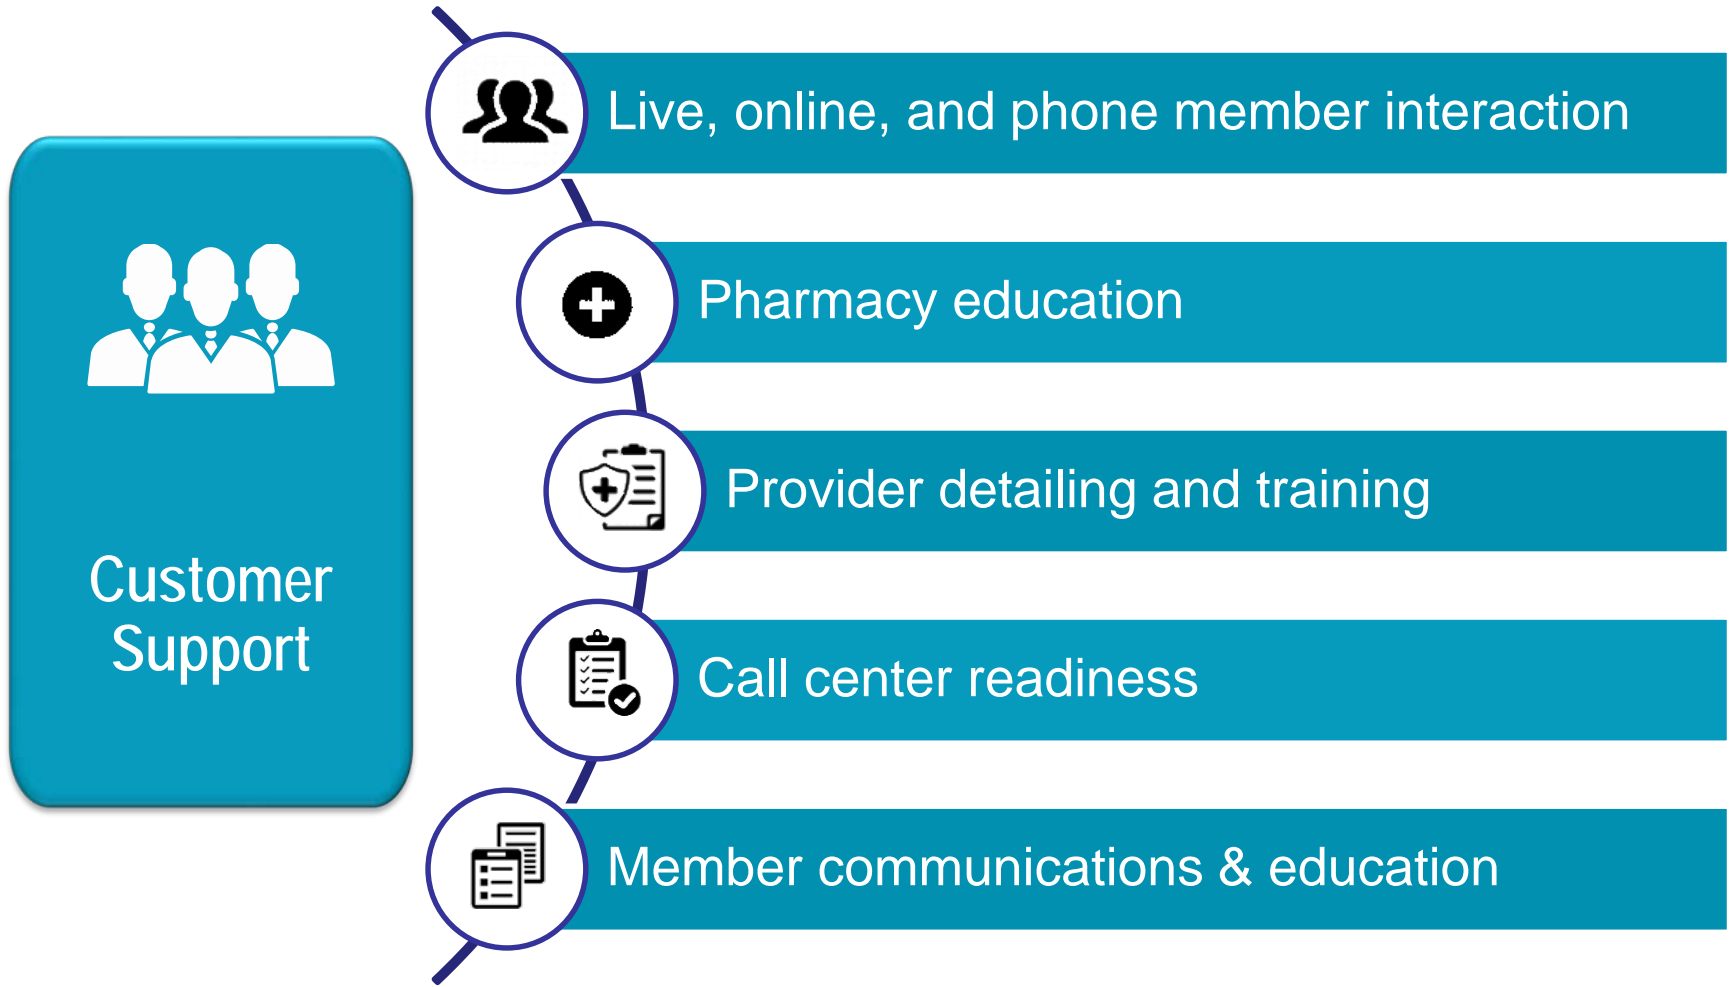 Customer
Support
Live, online, and phone member interaction
Pharmacy education
Provider detailing and training
Call center readiness
Member communications & education